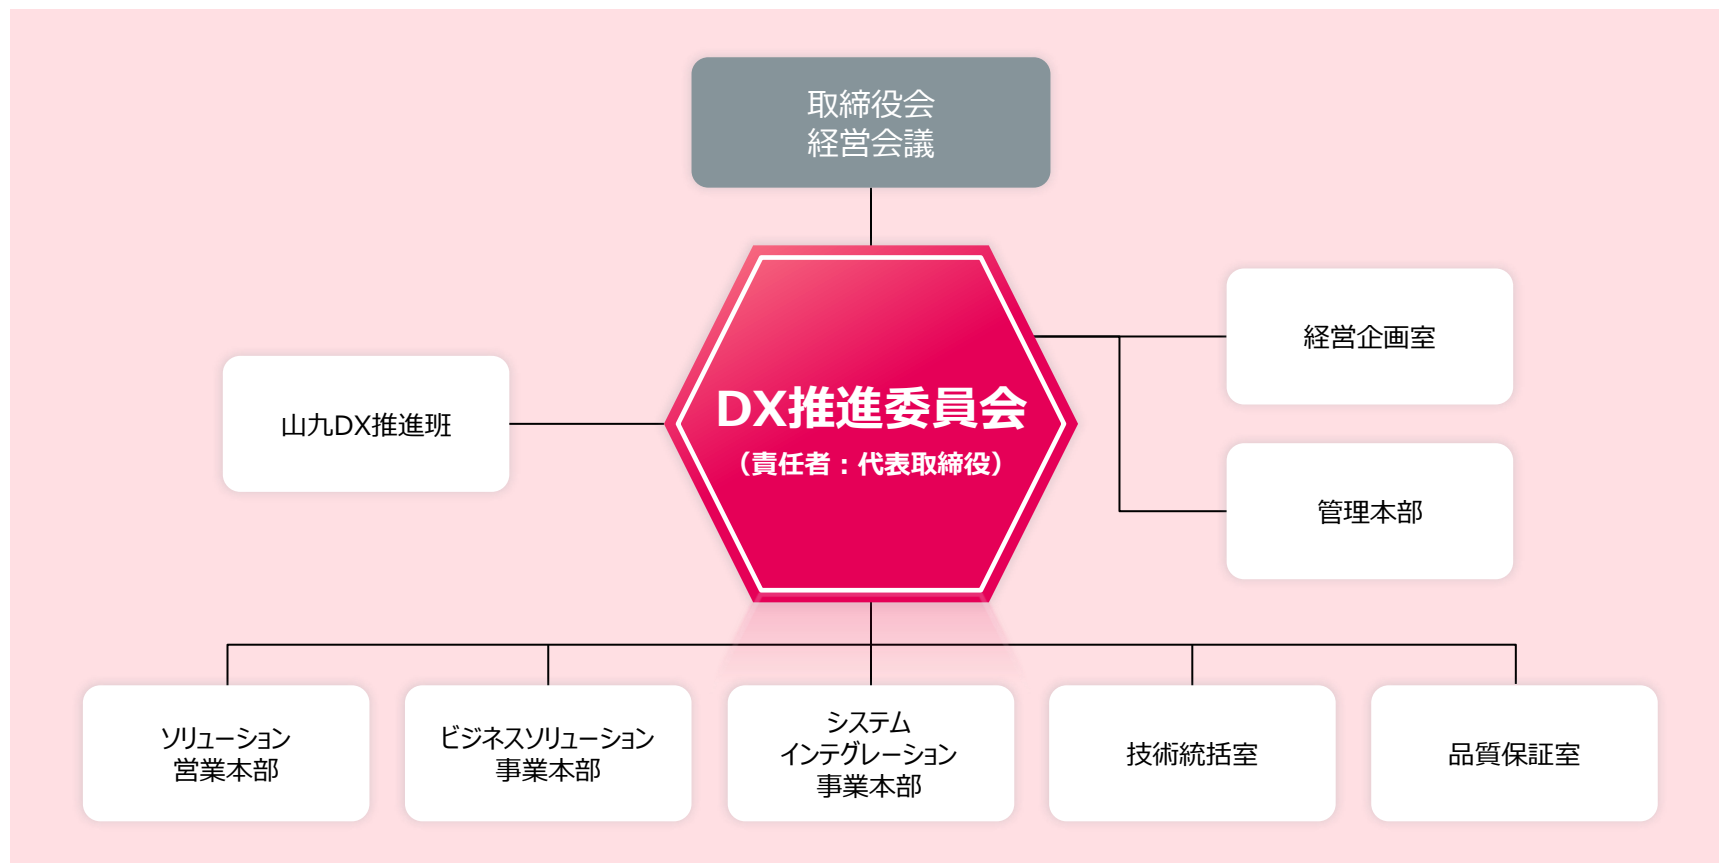 取締役会
経営会議
DX推進委員会
（責任者：代表取締役）
経営企画室
山九DX推進班
管理本部
ソリューション
営業本部
ビジネスソリューション
事業本部
システム
インテグレーション
事業本部
技術統括室
品質保証室